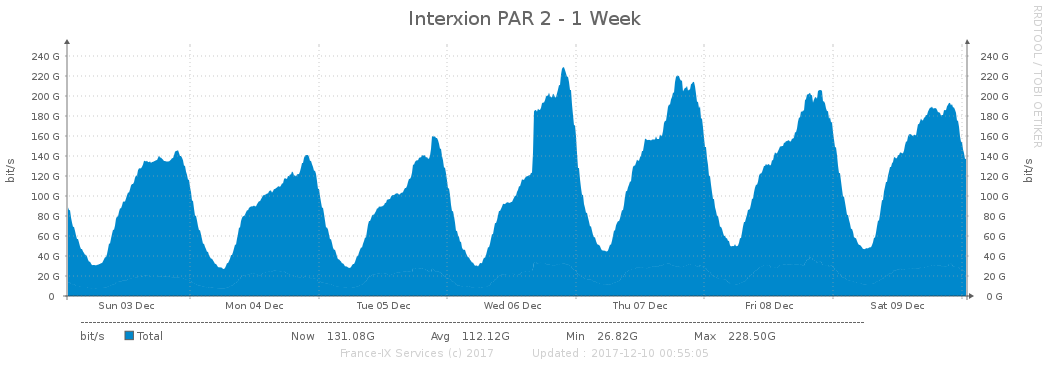 Interxion PAR 2 - 1 Week
RRDTOOL / TOBI OETIKER
bit/s
240 G
220 G
200 G
180 G
160 G
140 G
120 G
100 G
80 G
60 G
40 G
20 G
0
240 G
220 G
200 G
180 G
160 G
140 G
120 G
100 G
80 G
60 G
40 G
20 G
0 G
bit/s
Sun 03 Dec Mon 04 Dec Tue 05 Dec Wed 06 Dec Thu 07 Dec Fri 08 Dec Sat 09 Dec
bit/s Total Now 131.08G Avg 112.12G Min 26.82G Max 228.50G
France-IX Services (c) 2017 Updated : 2017-12-10 00:55:05